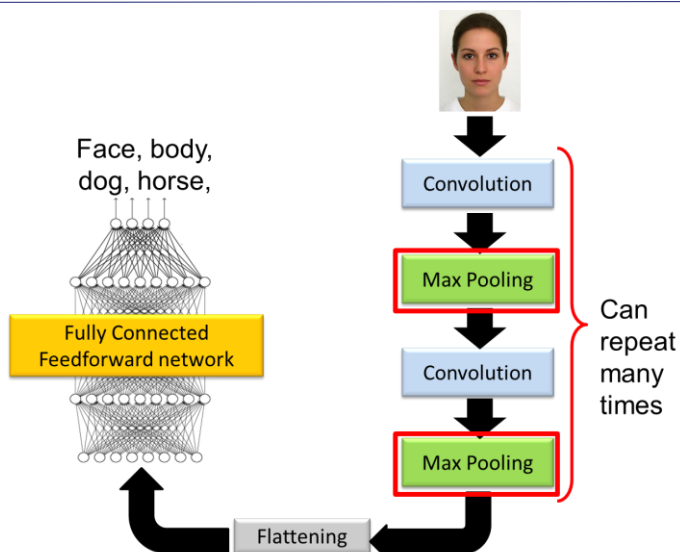 Face, body,
dog, horse,
Convolution
Max Pooling
Convolution
Max Pooling
Can
repeat
many
times
Fully Connected
Feedforward network
Flattening